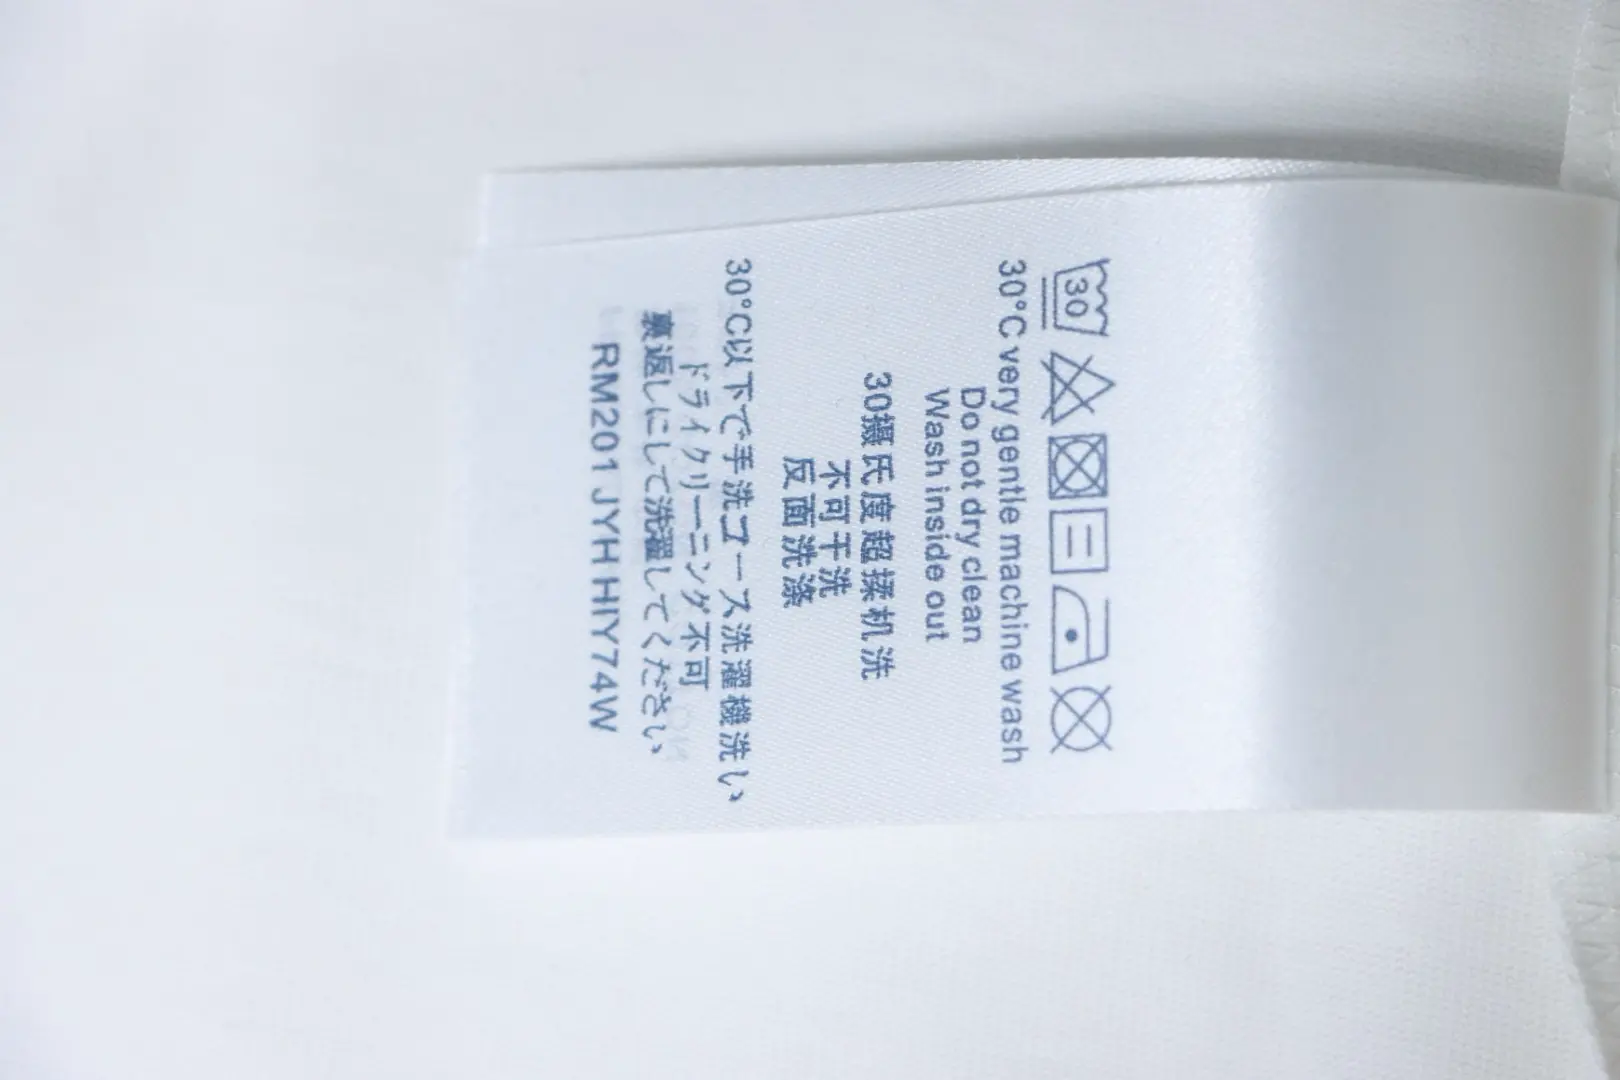 30
30°C very gentle machine wash
Do not dry clean
Wash inside out
30摄氏度超揉机洗
不可干洗
反面洗涤
30°C以下で手洗コース洗濯機洗い
ドライクリーニング不可
裏返しにして洗濯してください
RM201 JYH HIY74W